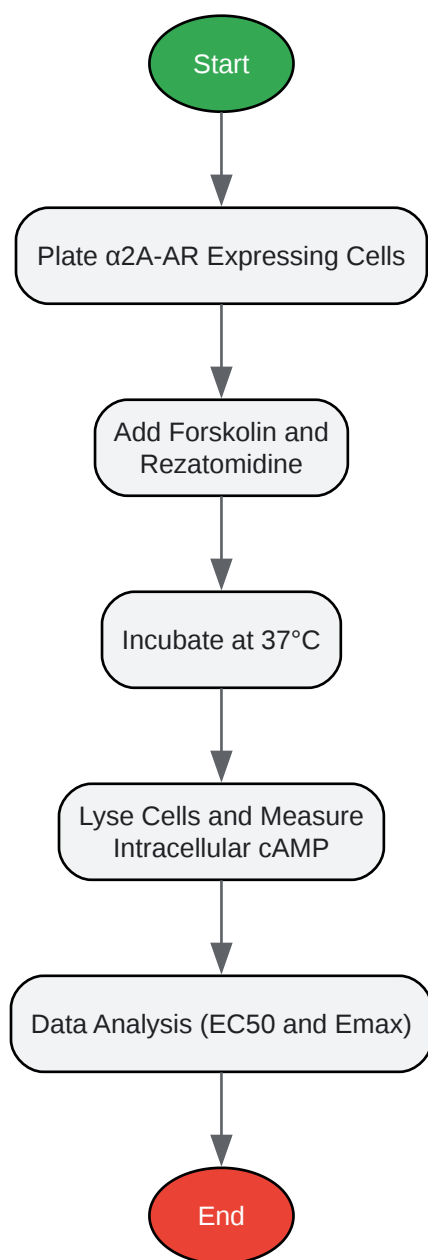 Start
Plate α2A-AR Expressing Cells
Add Forskolin and
Rezatomidine
Incubate at 37°C
Lyse Cells and Measure
Intracellular cAMP
Data Analysis (EC50 and Emax)
End